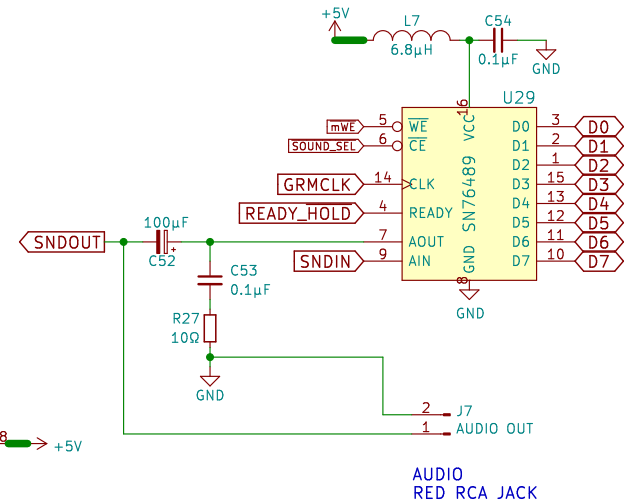 +5V
L7
6.8µH
C54
0.1µF
GND
U29
16
VCC
SN76489
GND
8
GND
mWE
5
WE
SOUND_SEL
6
CE
GRMCLK
14
CLK
READY_HOLD
4
READY
7
AOUT
SNDIN
9
AIN
D0
3
D0
D1
2
D1
D2
1
D2
D3
15
D3
D4
13
D4
D5
12
D5
D6
11
D6
D7
10
D7
SNDOUT
100µF
+
C52
C53
0.1µF
R27
10Ω
GND
2
J7
1
AUDIO OUT
8
+5V
AUDIO
RED RCA JACK